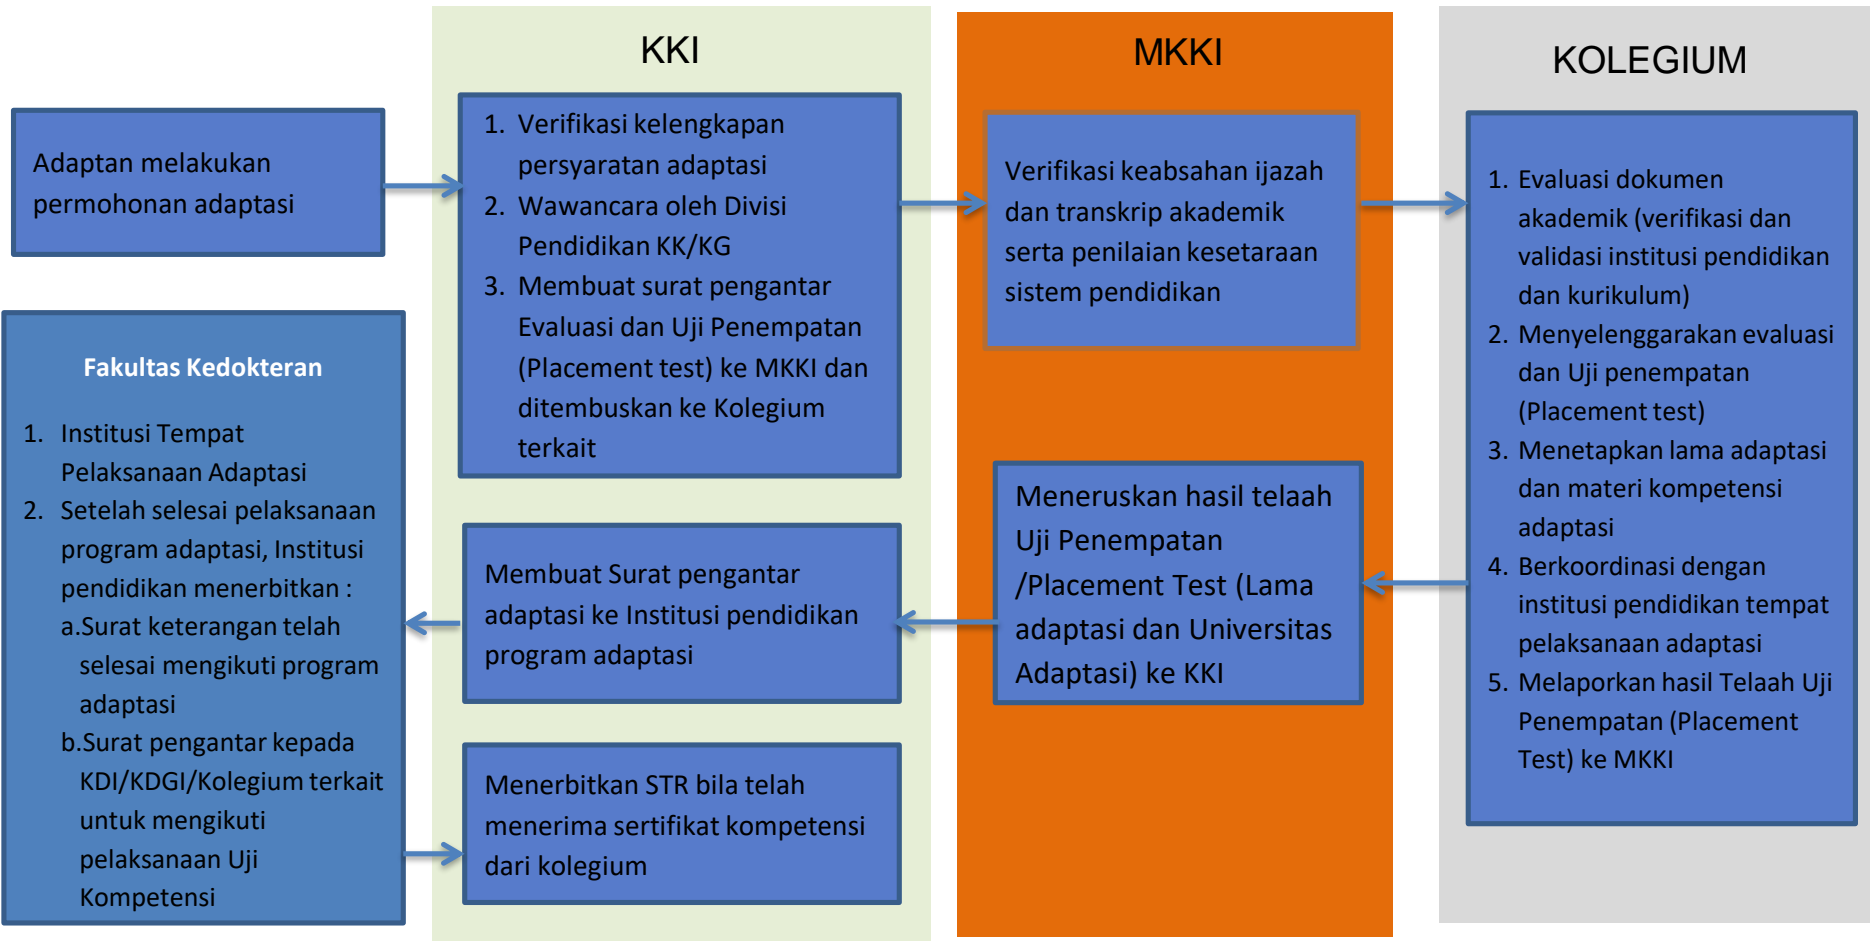 KKI
MKKI
KOLEGIUM
Adaptan melakukan
permohonan adaptasi
1. Verifikasi kelengkapan
persyaratan adaptasi
2. Wawancara oleh Divisi
Pendidikan KK/KG
3. Membuat surat pengantar
Evaluasi dan Uji Penempatan
(Placement test) ke MKKI dan
ditembuskan ke Kolegium
terkait
Verifikasi keabsahan ijazah
dan transkrip akademik
serta penilaian kesetaraan
sistem pendidikan
1. Evaluasi dokumen
akademik (verifikasi dan
validasi institusi pendidikan
dan kurikulum)
2. Menyelenggarakan evaluasi
dan Uji penempatan
(Placement test)
3. Menetapkan lama adaptasi
dan materi kompetensi
adaptasi
4. Berkoordinasi dengan
institusi pendidikan tempat
pelaksanaan adaptasi
5. Melaporkan hasil Telaah Uji
Penempatan (Placement
Test) ke MKKI
Meneruskan hasil telaah
Uji Penempatan
/Placement Test (Lama
adaptasi dan Universitas
Adaptasi) ke KKI
Membuat Surat pengantar
adaptasi ke Institusi pendidikan
program adaptasi
Fakultas Kedokteran
1. Institusi Tempat
Pelaksanaan Adaptasi
2. Setelah selesai pelaksanaan
program adaptasi, Institusi
pendidikan menerbitkan :
a.Surat keterangan telah
selesai mengikuti program
adaptasi
b.Surat pengantar kepada
KDI/KDGI/Kolegium terkait
untuk mengikuti
pelaksanaan Uji
Kompetensi
Menerbitkan STR bila telah
menerima sertifikat kompetensi
dari kolegium